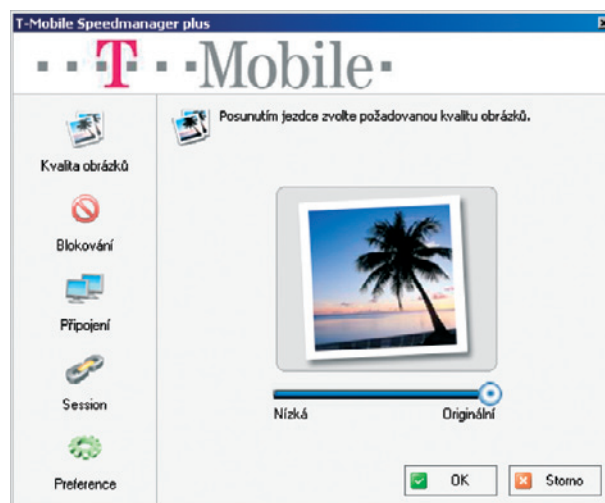 T-Mobile Speedmanager plus
T Mobile
Posunutím jezdce zvolte požadovanou kvalitu obrázků.
Kvalita obrázků
Blokování
Připojení
Session
Preference
Nízká
Originální
OK
Storno